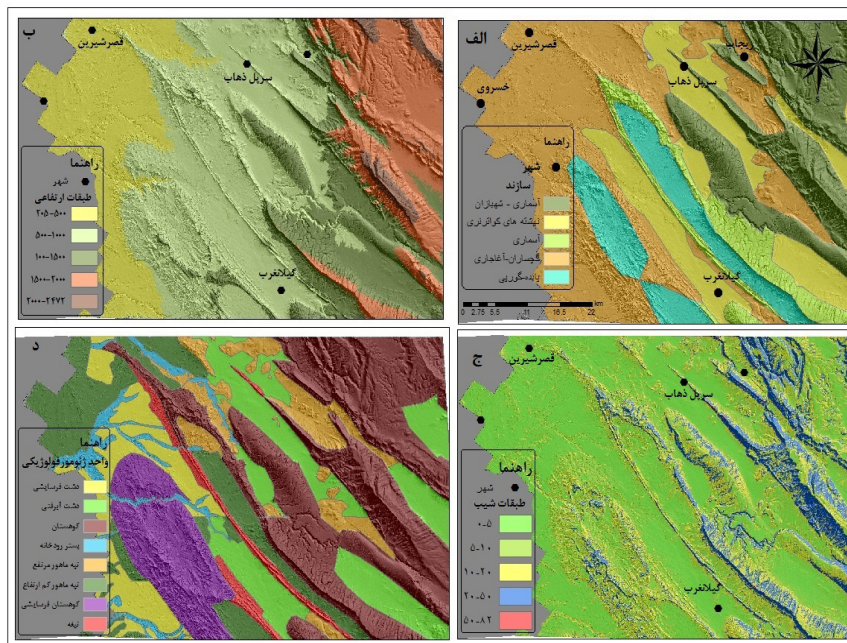 الف
قصرشیرین
ریجاب
سرپل ذهاب
خسروی
گیلانغرب
N
S
راهنما
شهر
سازند
آسماری - شهبازان
نهشته های کواترنری
آسماری
گچساران-آغاجاری
پابده-گورپی
0 2.75 5.5 11 16.5 22
km
ب
قصرشیرین
سرپل ذهاب
گیلانغرب
راهنما
شهر
طبقات ارتفاعی
۲۰۵-۵۰۰
۵۰۰-۱۰۰۰
۱۰۰-۱۵۰۰
۱۵۰۰-۲۰۰۰
۲۰۰۰-۲۴۷۲
ج
قصرشیرین
سرپل ذهاب
گیلانغرب
راهنما
شهر
طبقات شیب
۰-۵
۵-۱۰
۱۰-۲۰
۲۰-۵۰
۵۰-۸۲
د
راهنما
واحد ژئومورفولوژیکی
دشت فرسایشی
دشت آبرفتی
کوهستان
بستر رودخانه
تپه ماهور مرتفع
تپه ماهور کم ارتفاع
کوهستان فرسایشی
تیغه